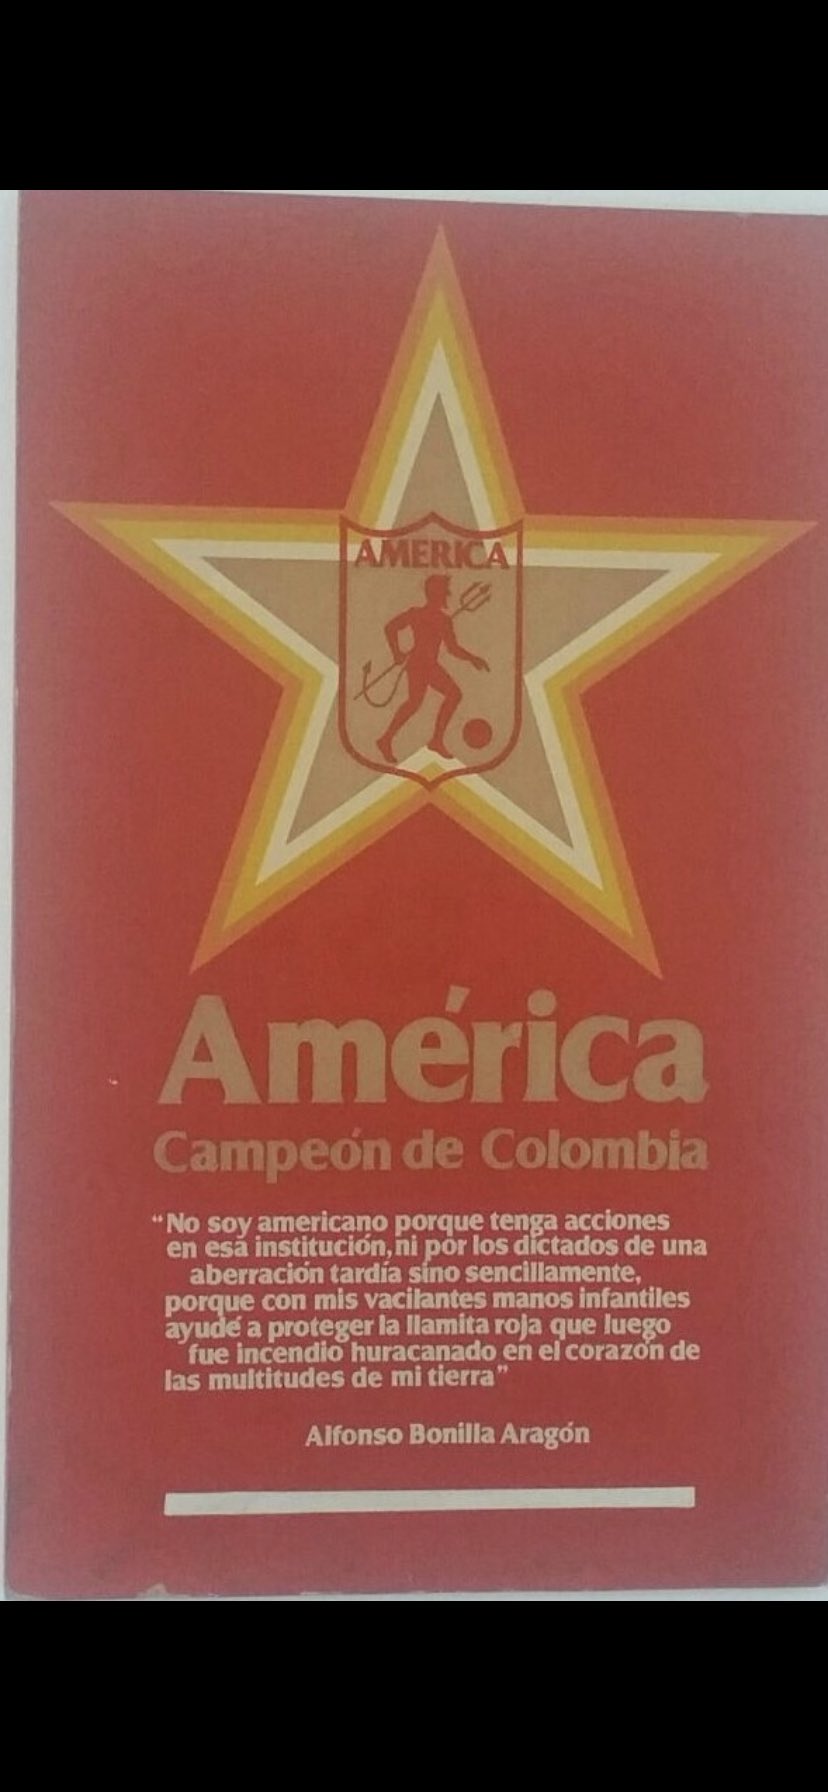 AMERICA
América
Campeón de Colombia
“No soy americano porque tenga acciones
en esa institución, ni por los dictados de una
aberración tardía sino sencillamente,
porque con mis vacilantes manos infantiles
ayudé a proteger la llamita roja que luego
fue incendio huracanado en el corazón de
las multitudes de mi tierra”
Alfonso Bonilla Aragón